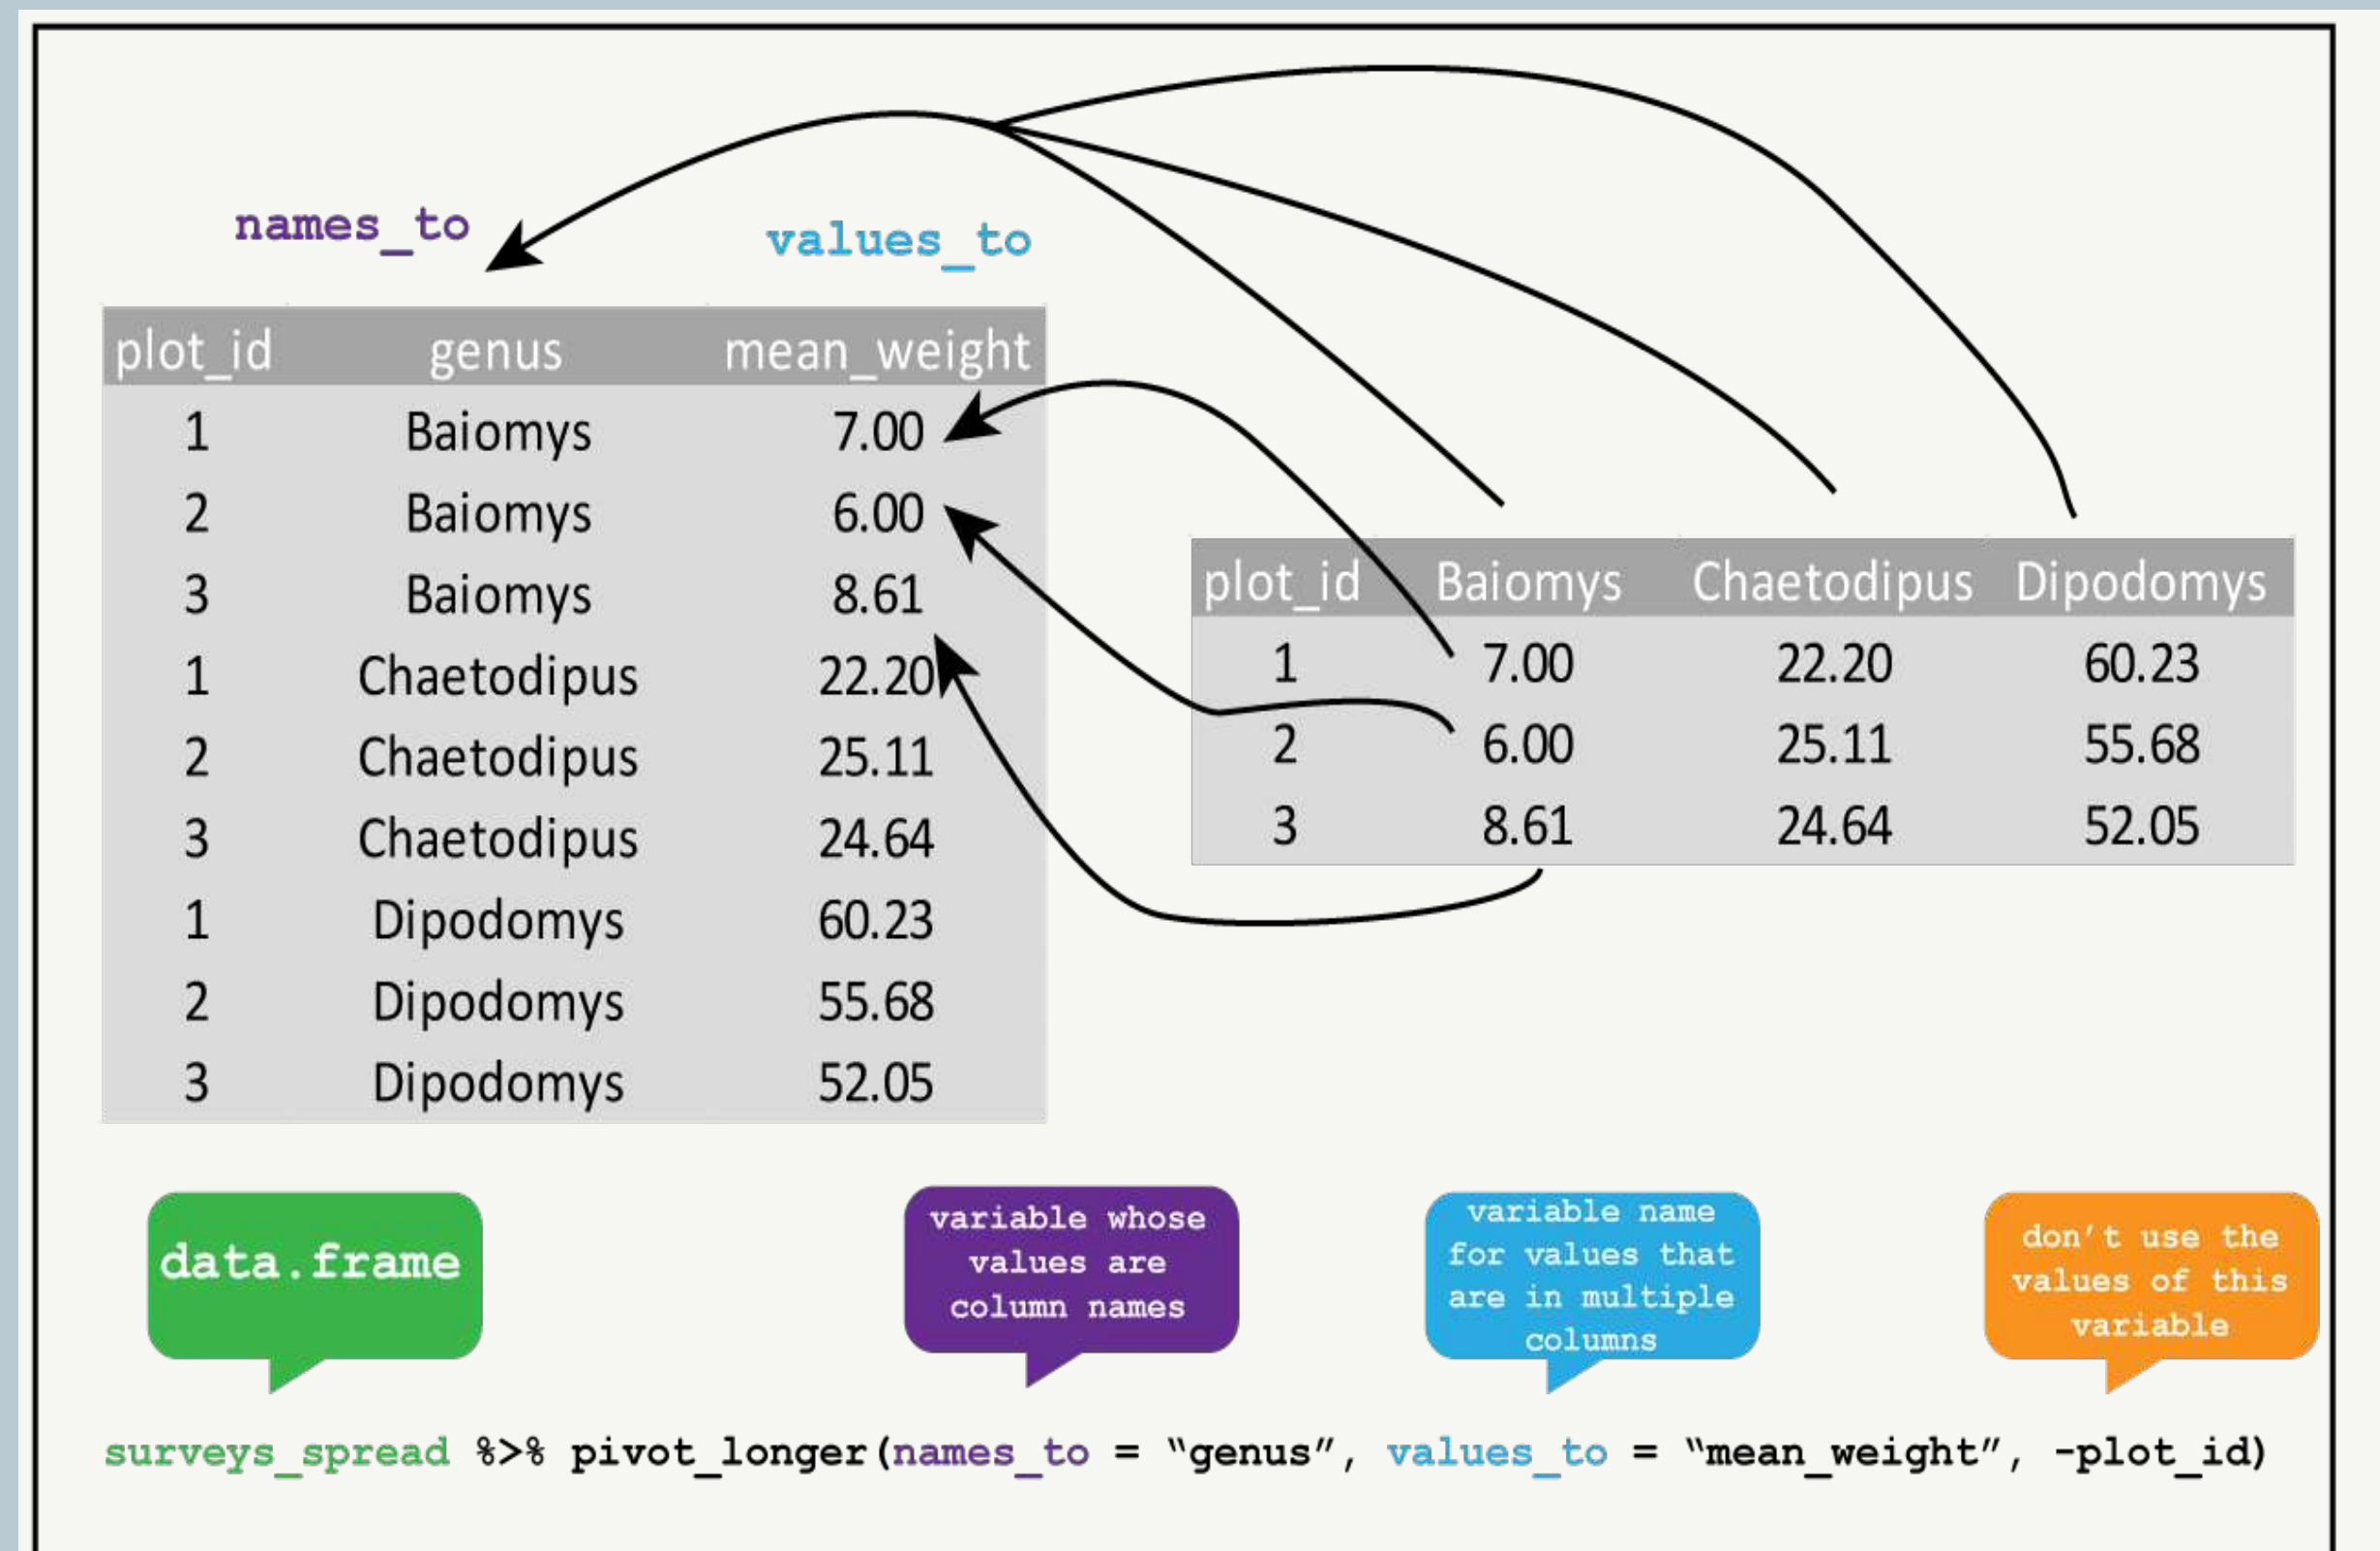 names_to
values_to
plot_id genus mean_weight
1 Baiomys 7.00
2 Baiomys 6.00
3 Baiomys 8.61
1 Chaetodipus 22.20
2 Chaetodipus 25.11
3 Chaetodipus 24.64
1 Dipodomys 60.23
2 Dipodomys 55.68
3 Dipodomys 52.05
plot_id Baiomys Chaetodipus Dipodomys
1 7.00 22.20 60.23
2 6.00 25.11 55.68
3 8.61 24.64 52.05
data.frame
variable whose
values are
column names
variable name
for values that
are in multiple
columns
don’t use the
values of this
variable
surveys_spread %>% pivot_longer(names_to = “genus”, values_to = “mean_weight”, -plot_id)